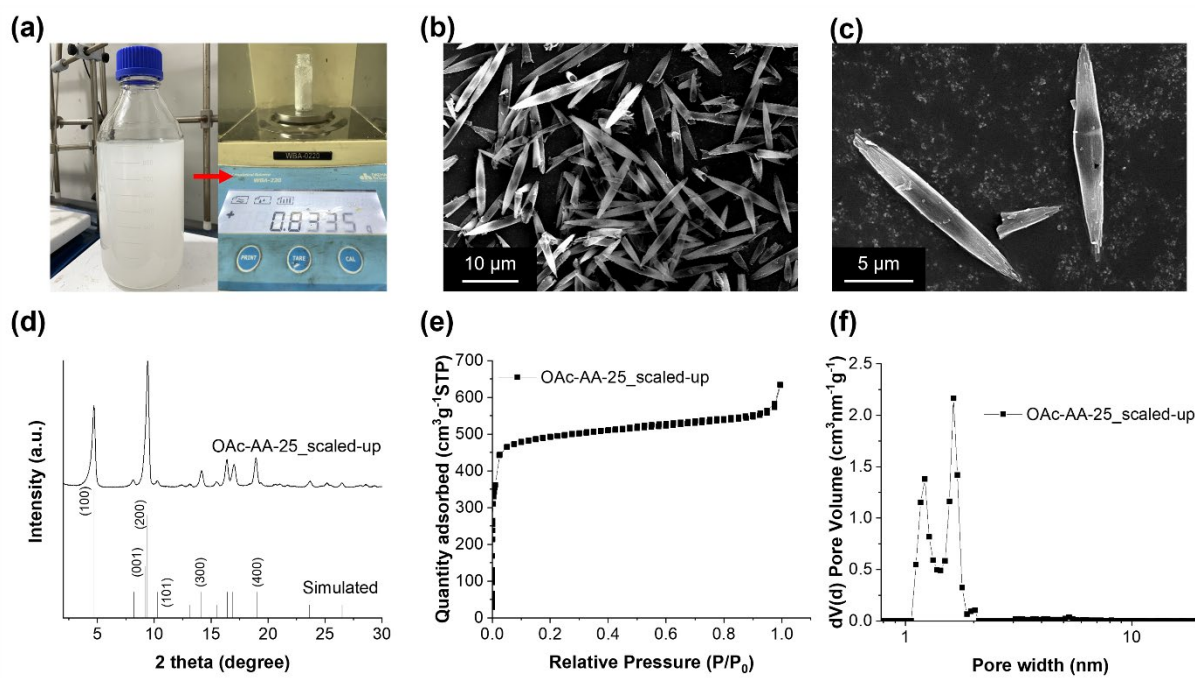 (a)
WBA-0220
WBA-220
0.8335 g
PRINT
TARE
CAL
(b)
10 µm
(c)
5 µm
(d)
Intensity (a.u.)
OAc-AA-25_scaled-up
(100)
(200)
(001)
(101)
(300)
(400)
Simulated
5 10 15 20 25 30
2 theta (degree)
(e)
Quantity adsorbed (cm³g⁻¹STP)
700
600
500
400
300
200
100
0
OAc-AA-25_scaled-up
0.0 0.2 0.4 0.6 0.8 1.0
Relative Pressure (P/P₀)
(f)
dV(d) Pore Volume (cm³nm⁻¹g⁻¹)
2.5
2.0
1.5
1.0
0.5
0.0
OAc-AA-25_scaled-up
1 10
Pore width (nm)